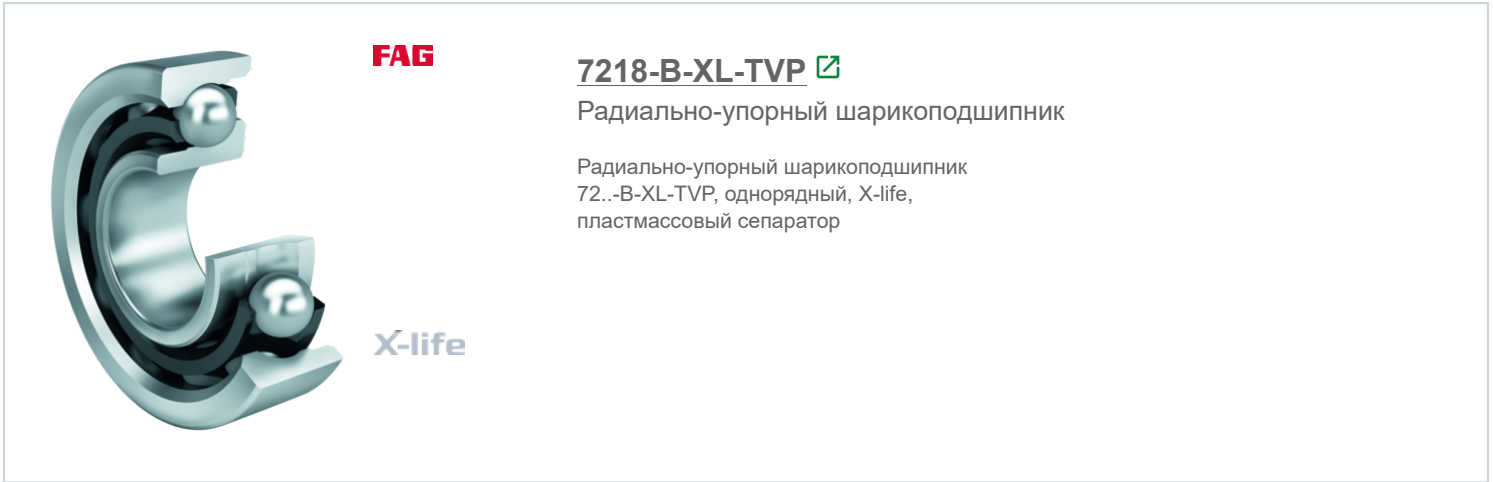 FAG
7218-B-XL-TVP
Радиально-упорный шарикоподшипник
Радиально-упорный шарикоподшипник
72..-B-XL-TVP, однорядный, X-life,
пластмассовый сепаратор
X-life